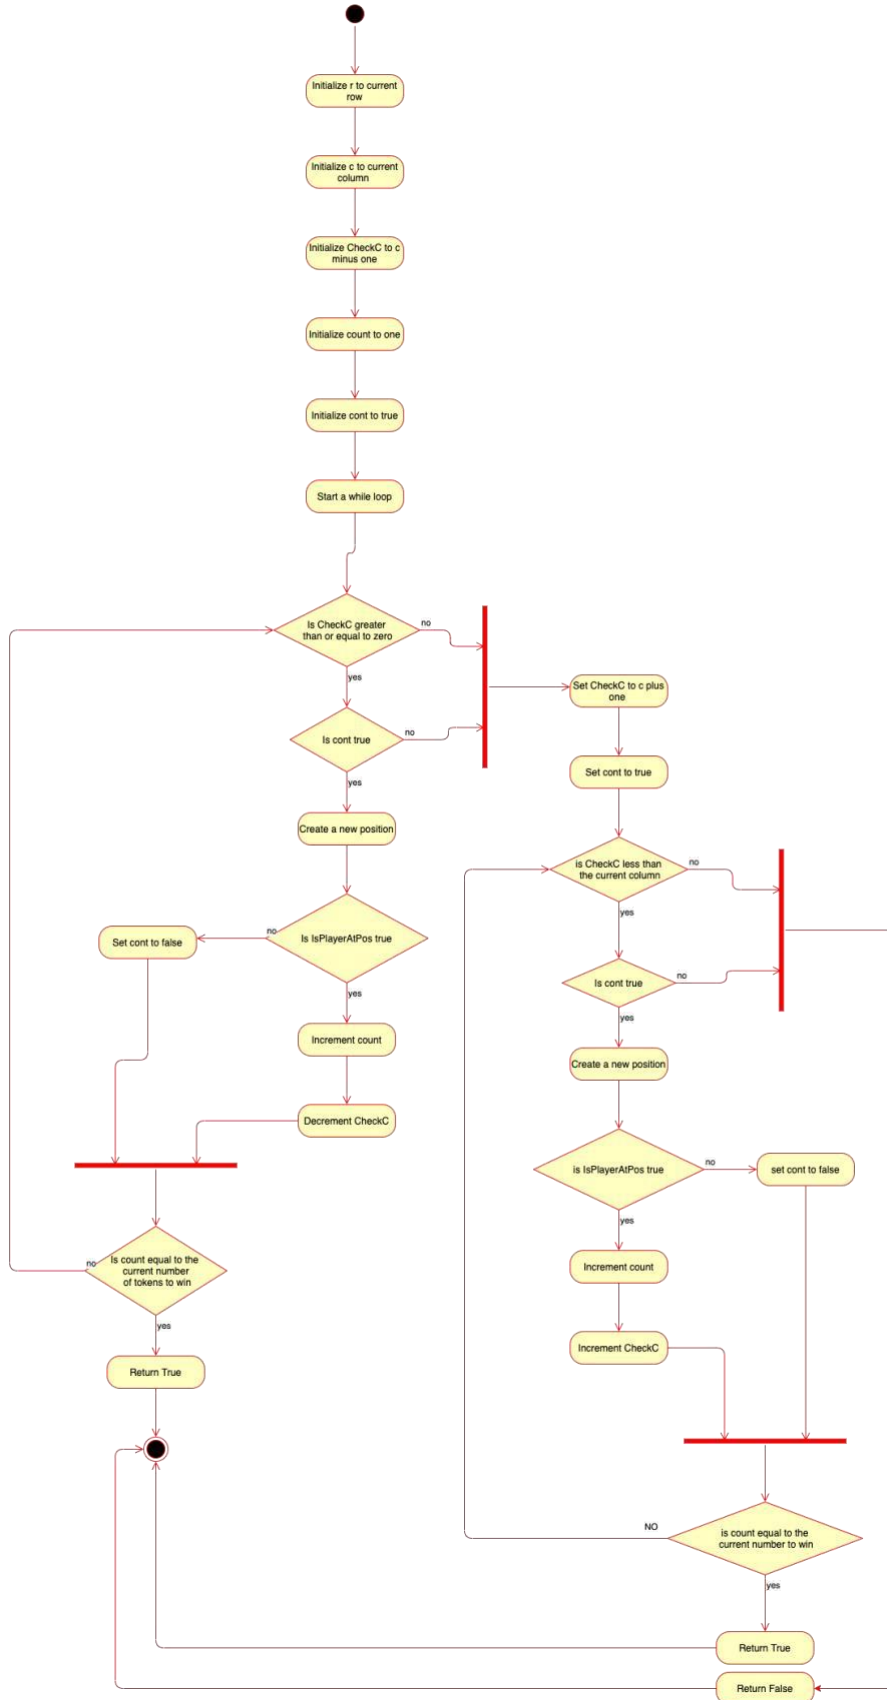 Initialize r to current
row
Initialize c to current
column
Initialize CheckC to c
minus one
Initialize count to one
Initialize cont to true
Start a while loop
Is CheckC greater
than or equal to zero
no
yes
Is cont true
no
yes
Create a new position
Is IsPlayerAtPos true
no
Set cont to false
yes
Increment count
Decrement CheckC
Is count equal to the
current number
of tokens to win
no
yes
Return True
Set CheckC to c plus
one
Set cont to true
is CheckC less than
the current column
no
yes
Is cont true
no
yes
Create a new position
is IsPlayerAtPos true
no
set cont to false
yes
Increment count
Increment CheckC
is count equal to the
current number to win
NO
yes
Return True
Return False